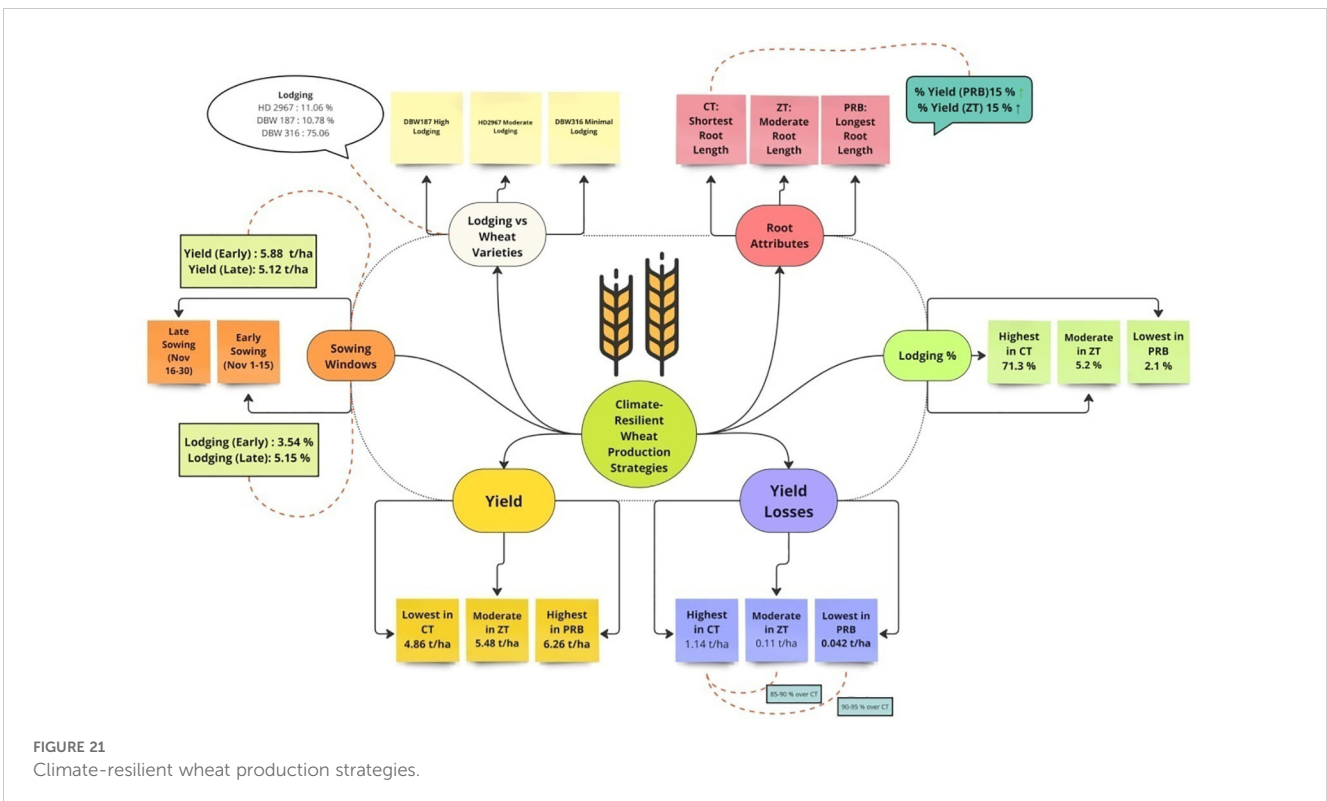 Lodging
HD 2967 : 11.06 %
DBW 187 : 10.78 %
DBW 316 : 75.06
DBW187 High
Lodging
HD2967 Moderate
Lodging
DBW316 Minimal
Lodging
CT:
Shortest
Root
Length
ZT:
Moderate
Root
Length
PRB:
Longest
Root
Length
% Yield (PRB)15 % ↑
% Yield (ZT) 15 % ↑
Lodging vs
Wheat
Varieties
Root
Attributes
Yield (Early) : 5.88 t/ha
Yield (Late): 5.12 t/ha
Late
Sowing
(Nov
16-30)
Early
Sowing
(Nov 1-15)
Sowing
Windows
Lodging %
Highest
in CT
71.3 %
Moderate
in ZT
5.2 %
Lowest in
PRB
2.1 %
Climate-
Resilient
Wheat
Production
Strategies
Lodging (Early) : 3.54 %
Lodging (Late): 5.15 %
Yield
Yield
Losses
Lowest in
CT
4.86 t/ha
Moderate
in ZT
5.48 t/ha
Highest
in PRB
6.26 t/ha
Highest
in CT
1.14 t/ha
Moderate
in ZT
0.11 t/ha
Lowest in
PRB
0.042 t/ha
85-90 % over CT
90-95 % over CT
FIGURE 21
Climate-resilient wheat production strategies.